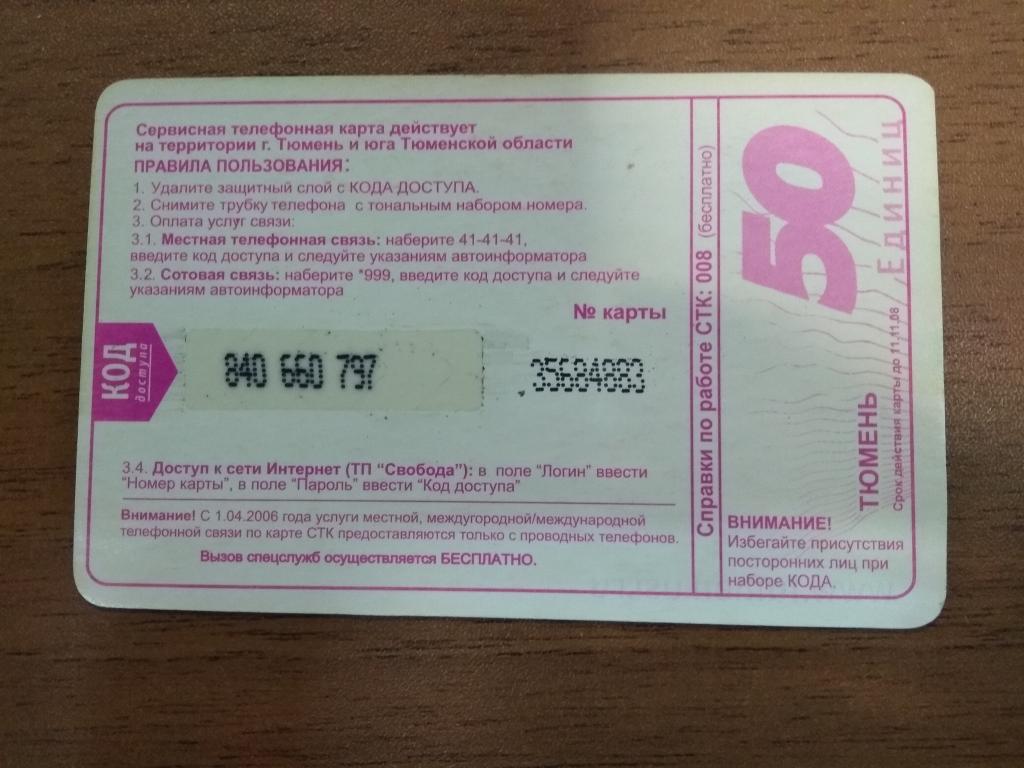 Сервисная телефонная карта действует
на территории г. Тюмень и юга Тюменской области
ПРАВИЛА ПОЛЬЗОВАНИЯ:
1. Удалите защитный слой с КОДА ДОСТУПА.
2. Снимите трубку телефона с тональным набором номера.
3. Оплата услуг связи:
3.1. Местная телефонная связь: наберите 41-41-41,
введите код доступа и следуйте указаниям автоинформатора
3.2. Сотовая связь: наберите *999, введите код доступа и следуйте
указаниям автоинформатора
№ карты
КОД
доступа
840 660 797
35684883
3.4. Доступ к сети Интернет (ТП “Свобода”): в поле “Логин” ввести
“Номер карты”, в поле “Пароль” ввести “Код доступа”
Внимание! С 1.04.2006 года услуги местной, междугородной/международной
телефонной связи по карте СТК предоставляются только с проводных телефонов.
Вызов спецслужб осуществляется БЕСПЛАТНО.
Справки по работе СТК: 008 (бесплатно)
50
ЕДИНИЦ
ТЮМЕНЬ
Срок действия карты до 11.11.08
ВНИМАНИЕ!
Избегайте присутствия
посторонних лиц при
наборе КОДА.